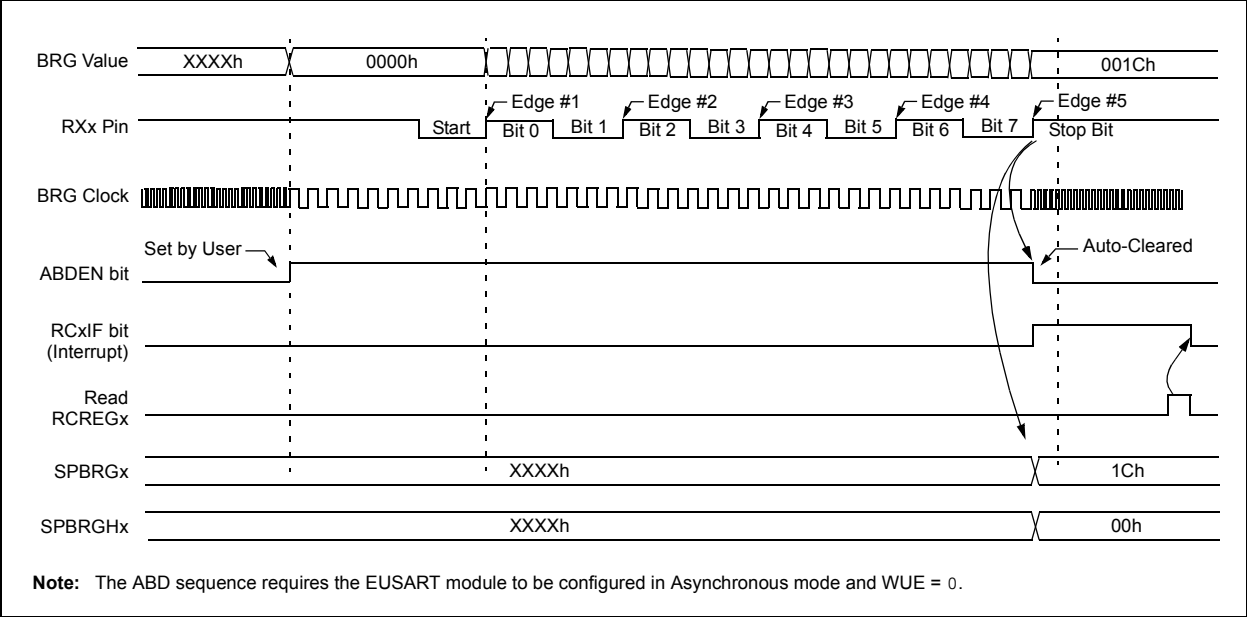 BRG Value XXXXh 0000h 001Ch
Edge #1 Edge #2 Edge #3 Edge #4 Edge #5
RXx Pin Start Bit 0 Bit 1 Bit 2 Bit 3 Bit 4 Bit 5 Bit 6 Bit 7 Stop Bit
BRG Clock
Set by User Auto-Cleared
ABDEN bit
RCxIF bit
(Interrupt)
Read
RCREGx
SPBRGx XXXXh 1Ch
SPBRGHx XXXXh 00h
Note: The ABD sequence requires the EUSART module to be configured in Asynchronous mode and WUE = 0.